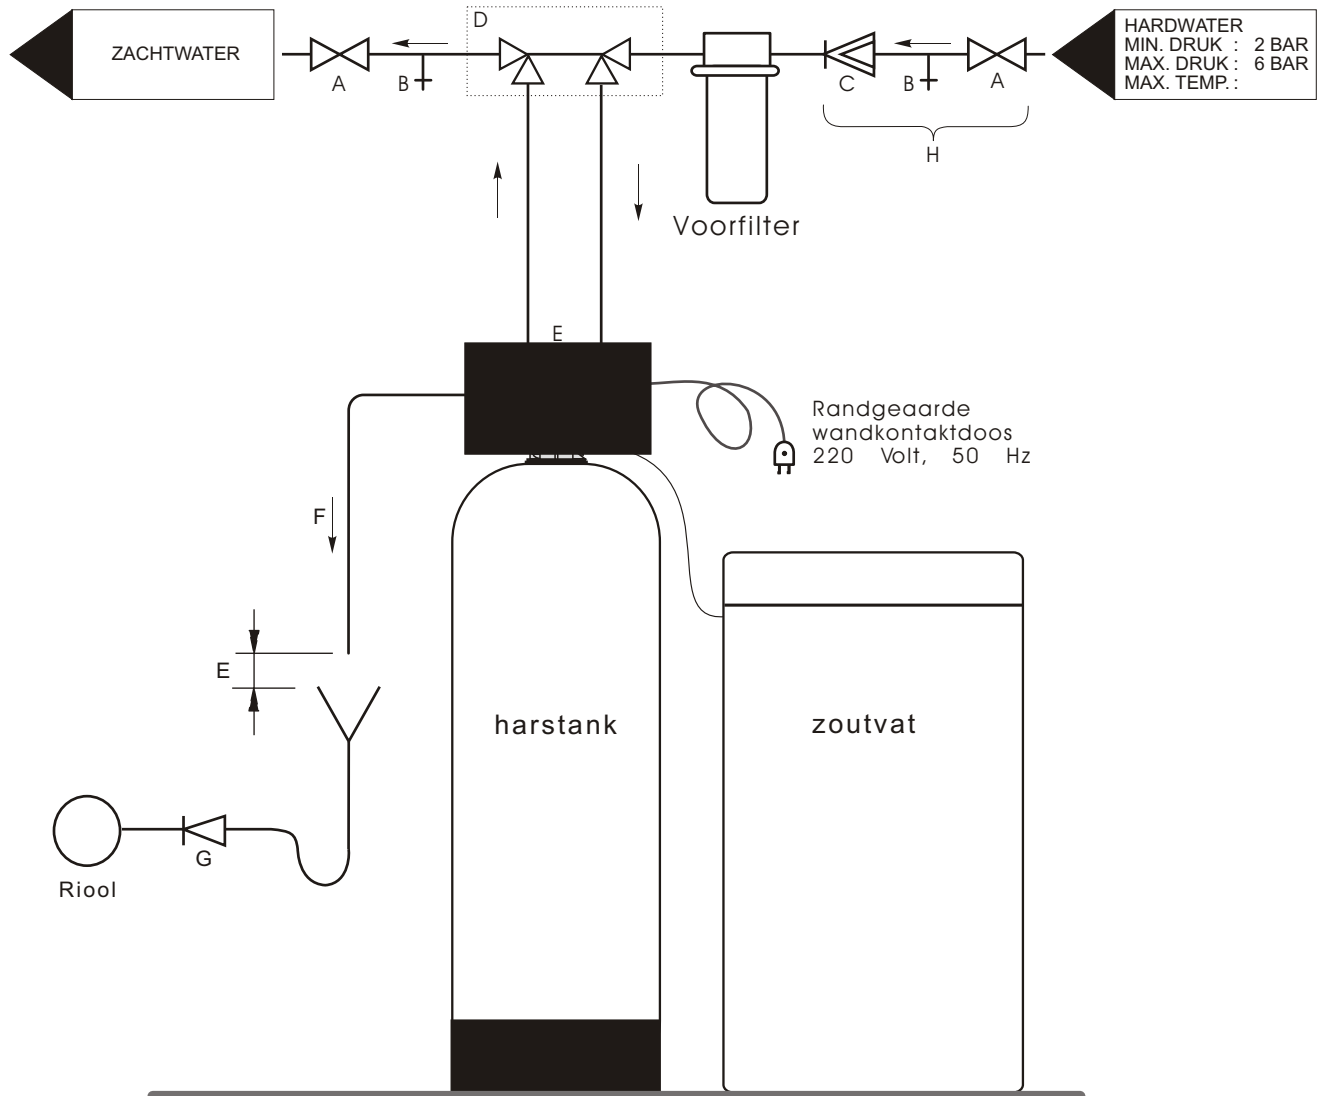 ZACHTWATER
D
HARDWATER
MIN. DRUK : 2 BAR
MAX. DRUK : 6 BAR
MAX. TEMP. :
A
B
C
B
A
H
Voorfilter
E
Randgeaarde
wandkontaktdoos
220 Volt, 50 Hz
F
E
harstank
zoutvat
G
Riool